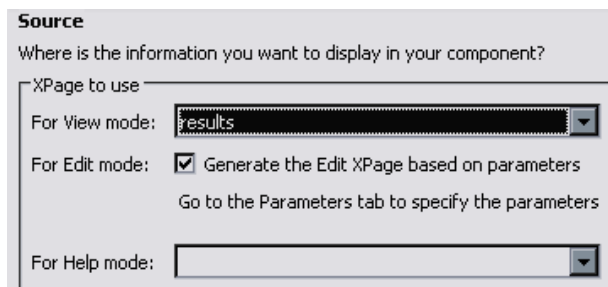 Source
Where is the information you want to display in your component?
XPage to use
For View mode: results
For Edit mode: Generate the Edit XPage based on parameters
Go to the Parameters tab to specify the parameters
For Help mode: